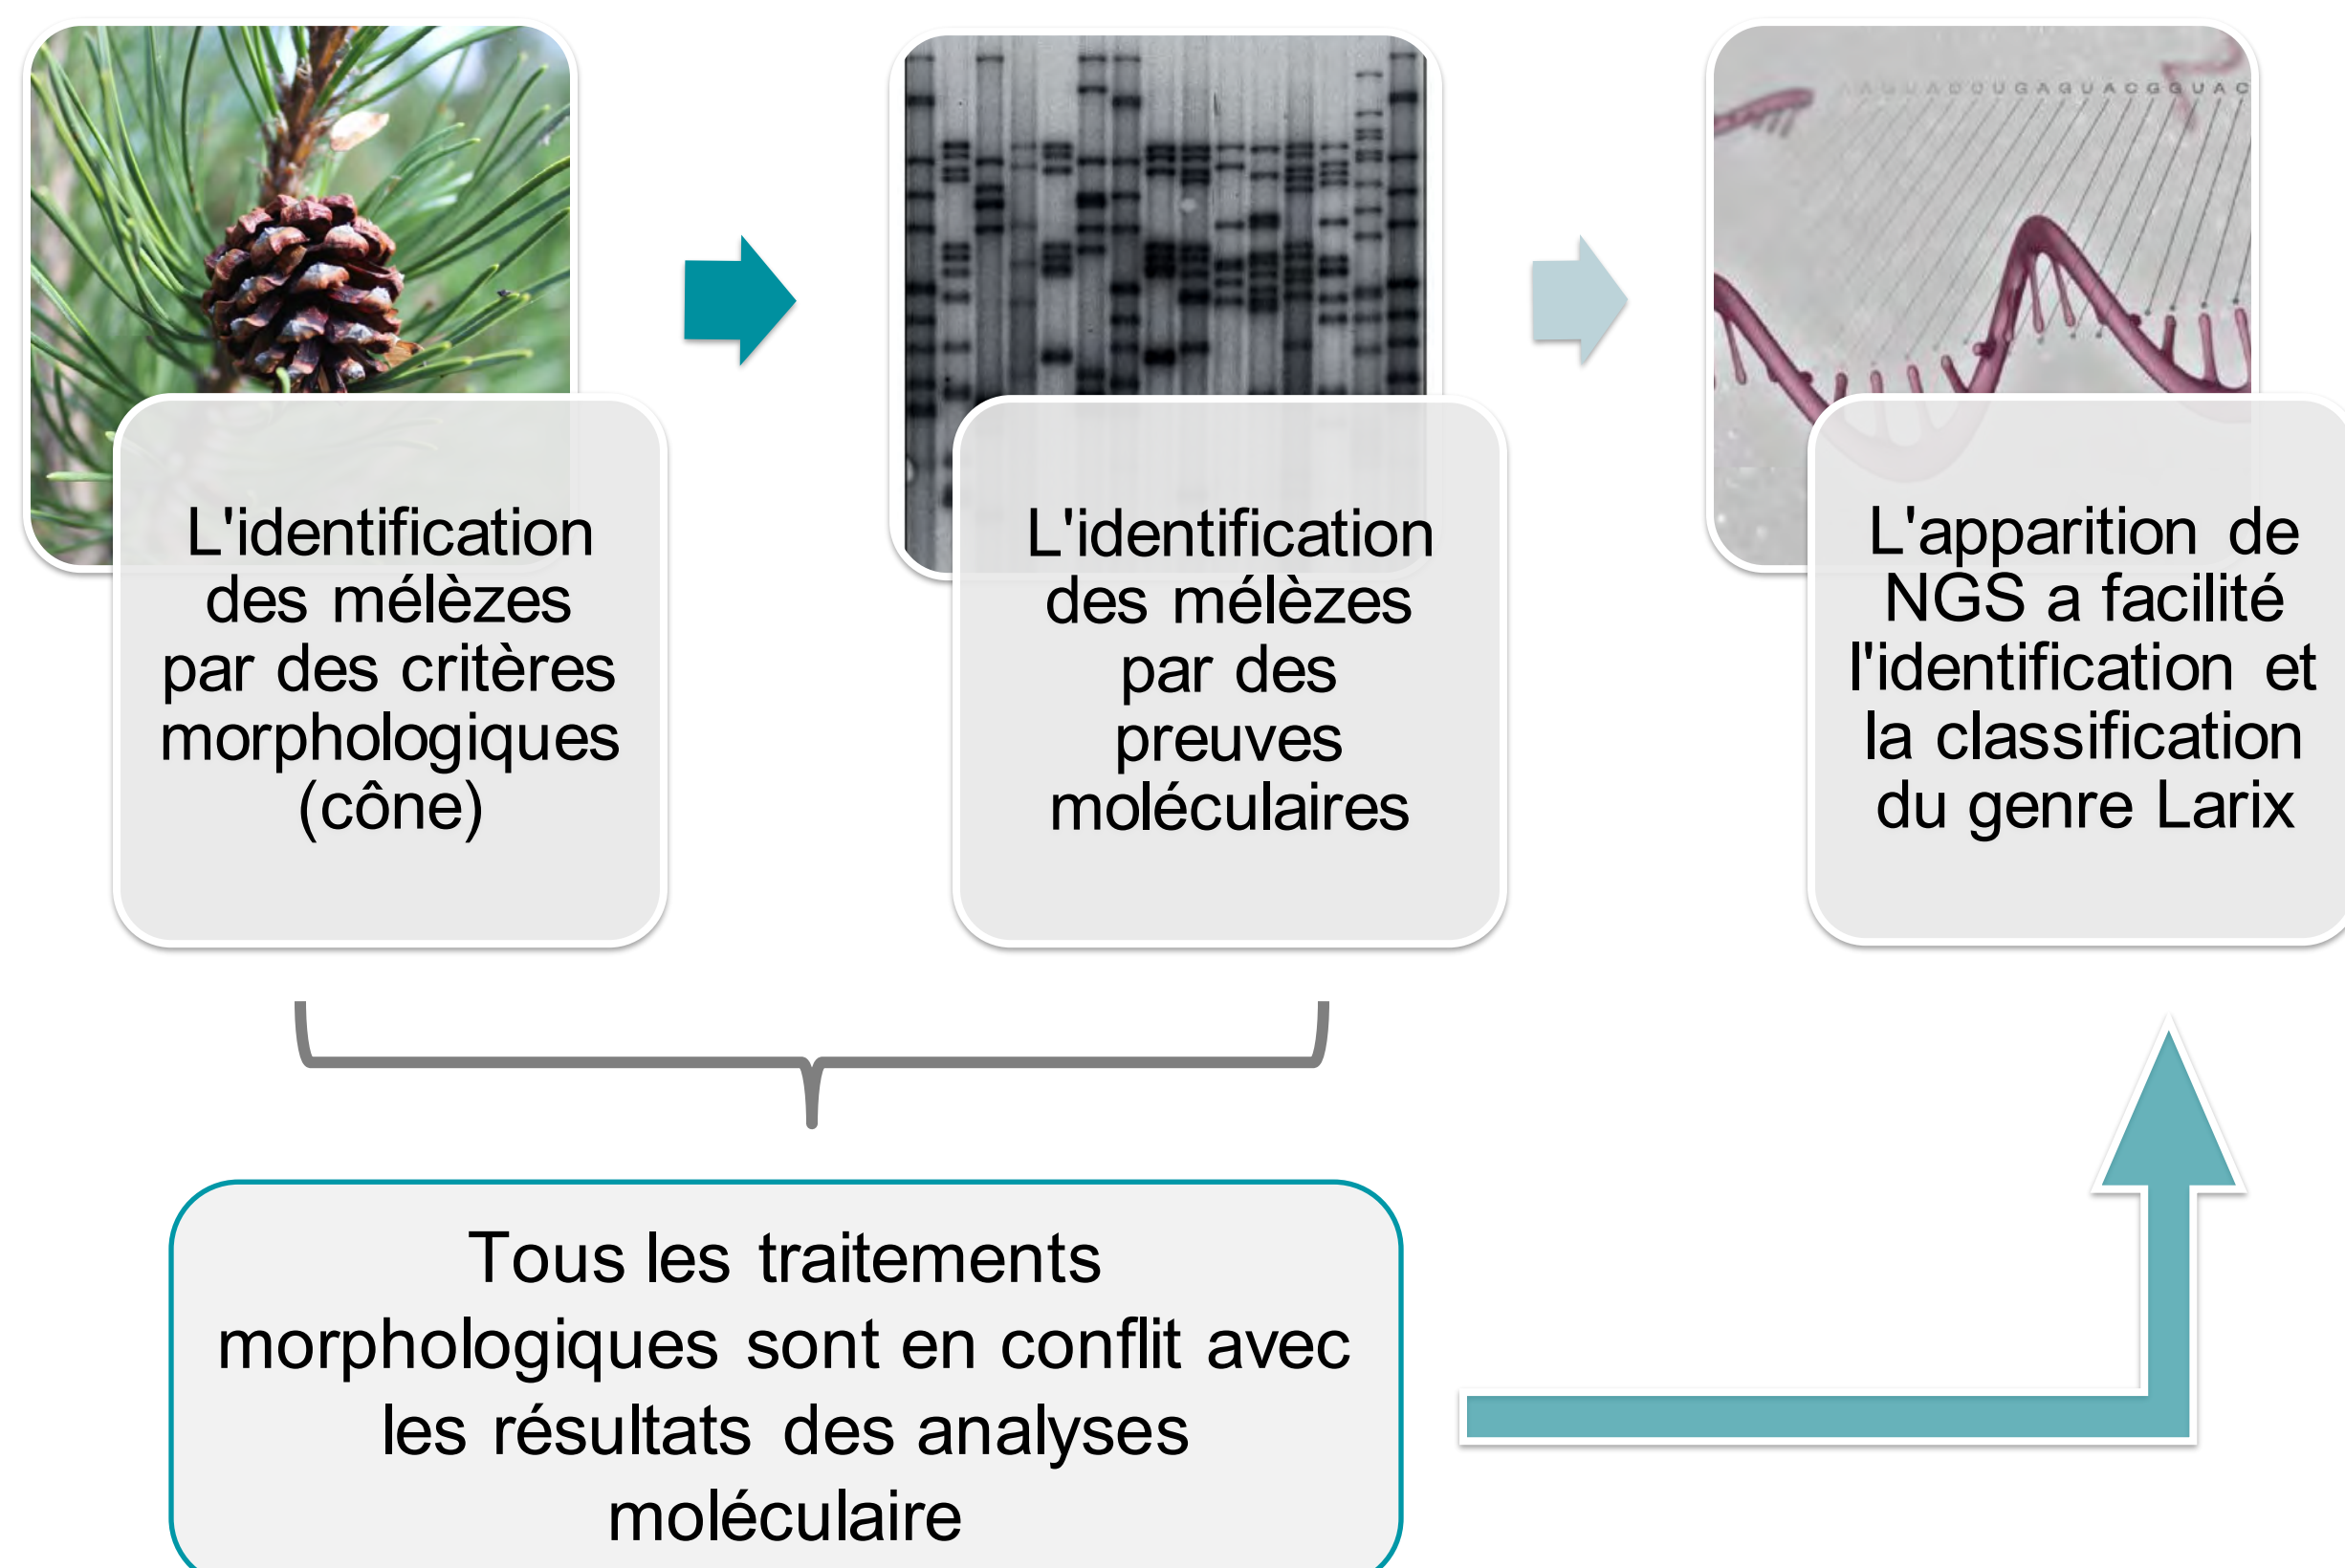 L'identification
des mélèzes
par des critères
morphologiques
(cône)
L'identification
des mélèzes
par des
preuves
moléculaires
L'apparition de
NGS a facilité
l'identification et
la classification
du genre Larix
Tous les traitements
morphologiques sont en conflit avec
les résultats des analyses
moléculaire